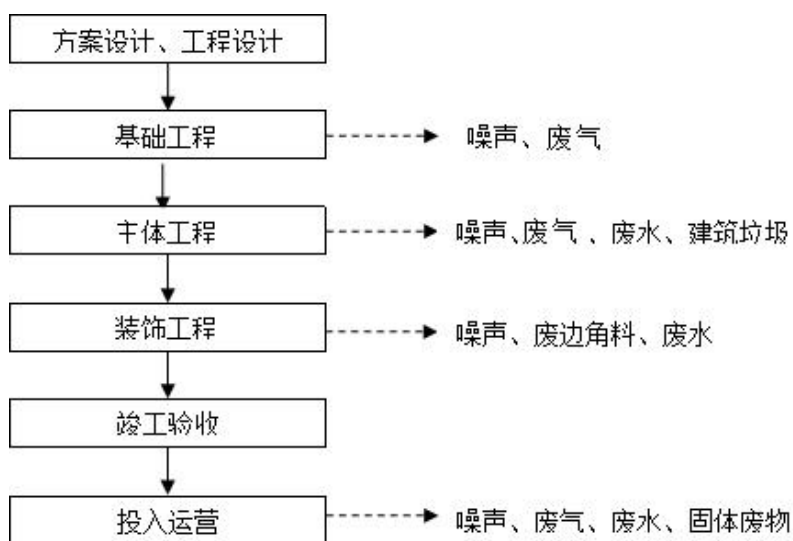 方案设计、工程设计
基础工程
噪声、废气
主体工程
噪声、废气、废水、建筑垃圾
装饰工程
噪声、废边角料、废水
竣工验收
投入运营
噪声、废气、废水、固体废物